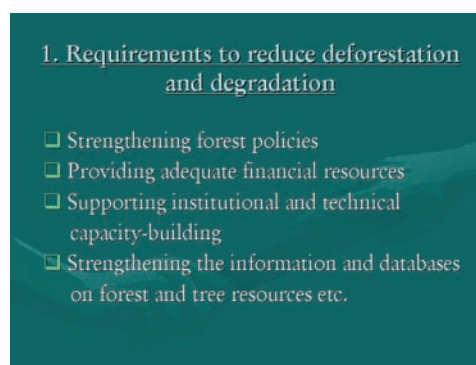 1. Requirements to reduce deforestation
and degradation
Strengthening forest policies
Providing adequate financial resources
Supporting institutional and technical
capacity-building
Strengthening the information and databases
on forest and tree resources etc.